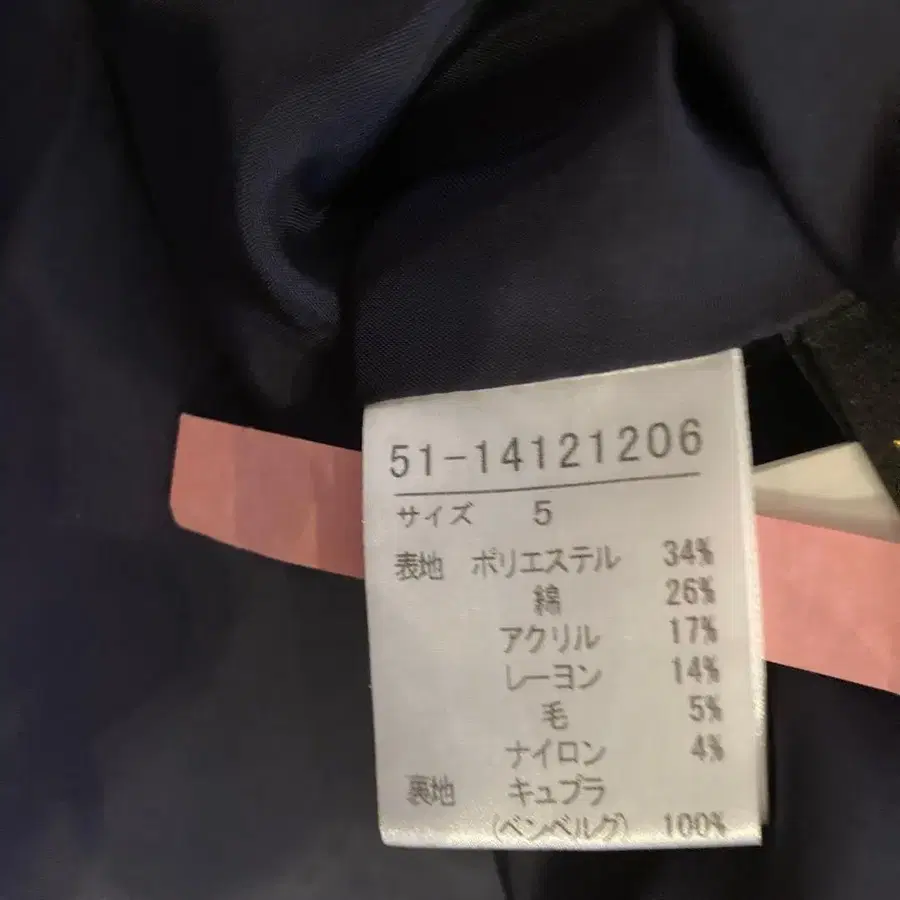 51-14121206
サイズ 5
表地 ポリエステル 34%
綿 26%
アクリル 17%
レーヨン 14%
毛 5%
ナイロン 4%
裏地 キュプラ
(ベンベルグ) 100%